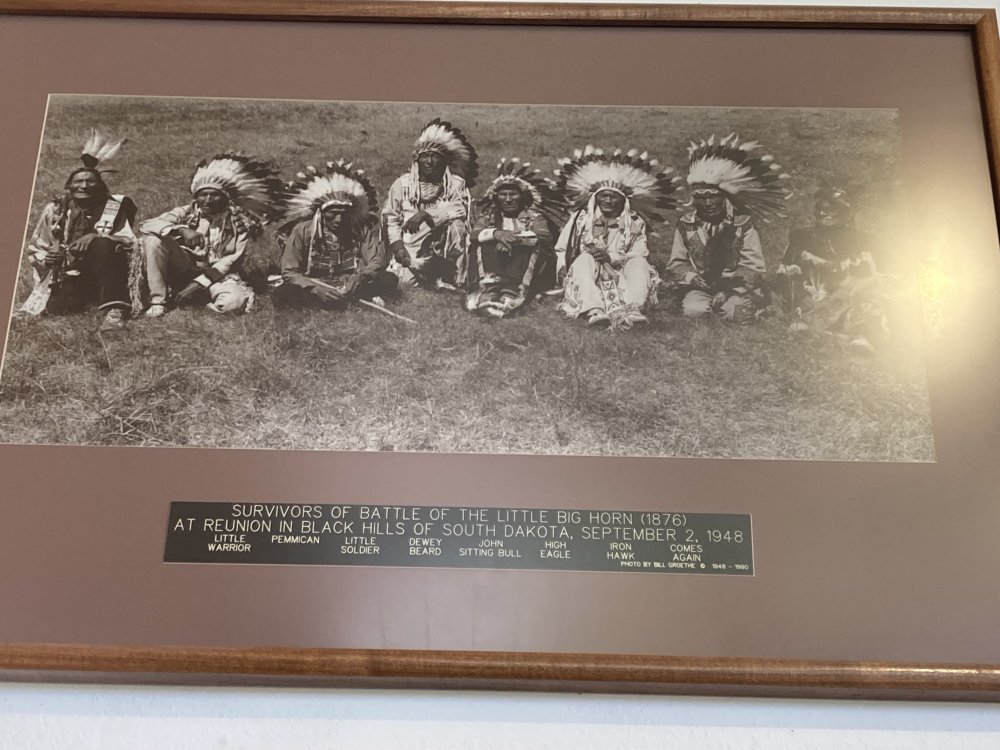 SURVIVORS OF BATTLE OF THE LITTLE BIG HORN (1876)
AT REUNION IN BLACK HILLS OF SOUTH DAKOTA, SEPTEMBER 2, 1948
LITTLE WARRIOR PEMMICAN LITTLE SOLDIER DEWEY BEARD JOHN SITTING BULL HIGH EAGLE IRON HAWK COMES AGAIN
PHOTO BY BILL GROETHE © 1948 - 1990